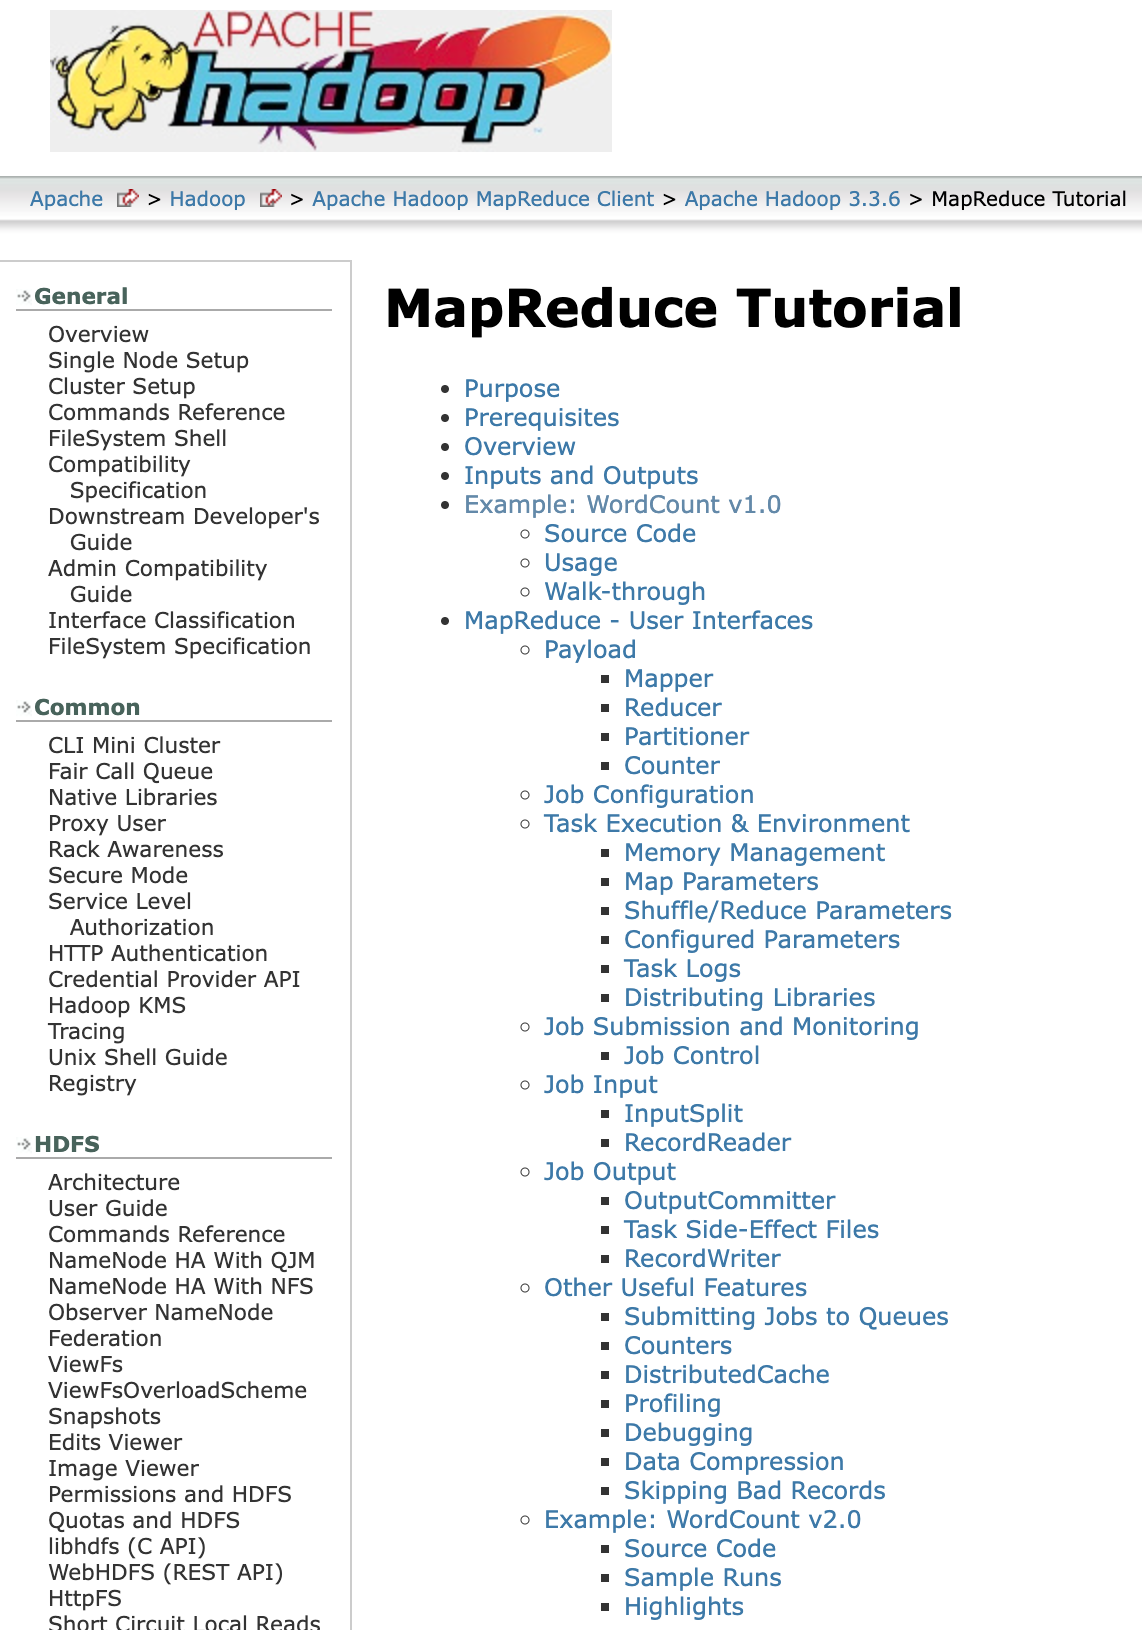 APACHE
hadoop
Apache > Hadoop > Apache Hadoop MapReduce Client > Apache Hadoop 3.3.6 > MapReduce Tutorial
General
Overview
Single Node Setup
Cluster Setup
Commands Reference
FileSystem Shell
Compatibility
Specification
Downstream Developer's
Guide
Admin Compatibility
Guide
Interface Classification
FileSystem Specification
Common
CLI Mini Cluster
Fair Call Queue
Native Libraries
Proxy User
Rack Awareness
Secure Mode
Service Level
Authorization
HTTP Authentication
Credential Provider API
Hadoop KMS
Tracing
Unix Shell Guide
Registry
HDFS
Architecture
User Guide
Commands Reference
NameNode HA With QJM
NameNode HA With NFS
Observer NameNode
Federation
ViewFs
ViewFsOverloadScheme
Snapshots
Edits Viewer
Image Viewer
Permissions and HDFS
Quotas and HDFS
libhdfs (C API)
WebHDFS (REST API)
HttpFS
Short Circuit Local Reads
MapReduce Tutorial
• Purpose
• Prerequisites
• Overview
• Inputs and Outputs
• Example: WordCount v1.0
◦ Source Code
◦ Usage
◦ Walk-through
• MapReduce - User Interfaces
◦ Payload
▪ Mapper
▪ Reducer
▪ Partitioner
▪ Counter
◦ Job Configuration
◦ Task Execution & Environment
▪ Memory Management
▪ Map Parameters
▪ Shuffle/Reduce Parameters
▪ Configured Parameters
▪ Task Logs
▪ Distributing Libraries
◦ Job Submission and Monitoring
▪ Job Control
◦ Job Input
▪ InputSplit
▪ RecordReader
◦ Job Output
▪ OutputCommitter
▪ Task Side-Effect Files
▪ RecordWriter
◦ Other Useful Features
▪ Submitting Jobs to Queues
▪ Counters
▪ DistributedCache
▪ Profiling
▪ Debugging
▪ Data Compression
▪ Skipping Bad Records
◦ Example: WordCount v2.0
▪ Source Code
▪ Sample Runs
▪ Highlights